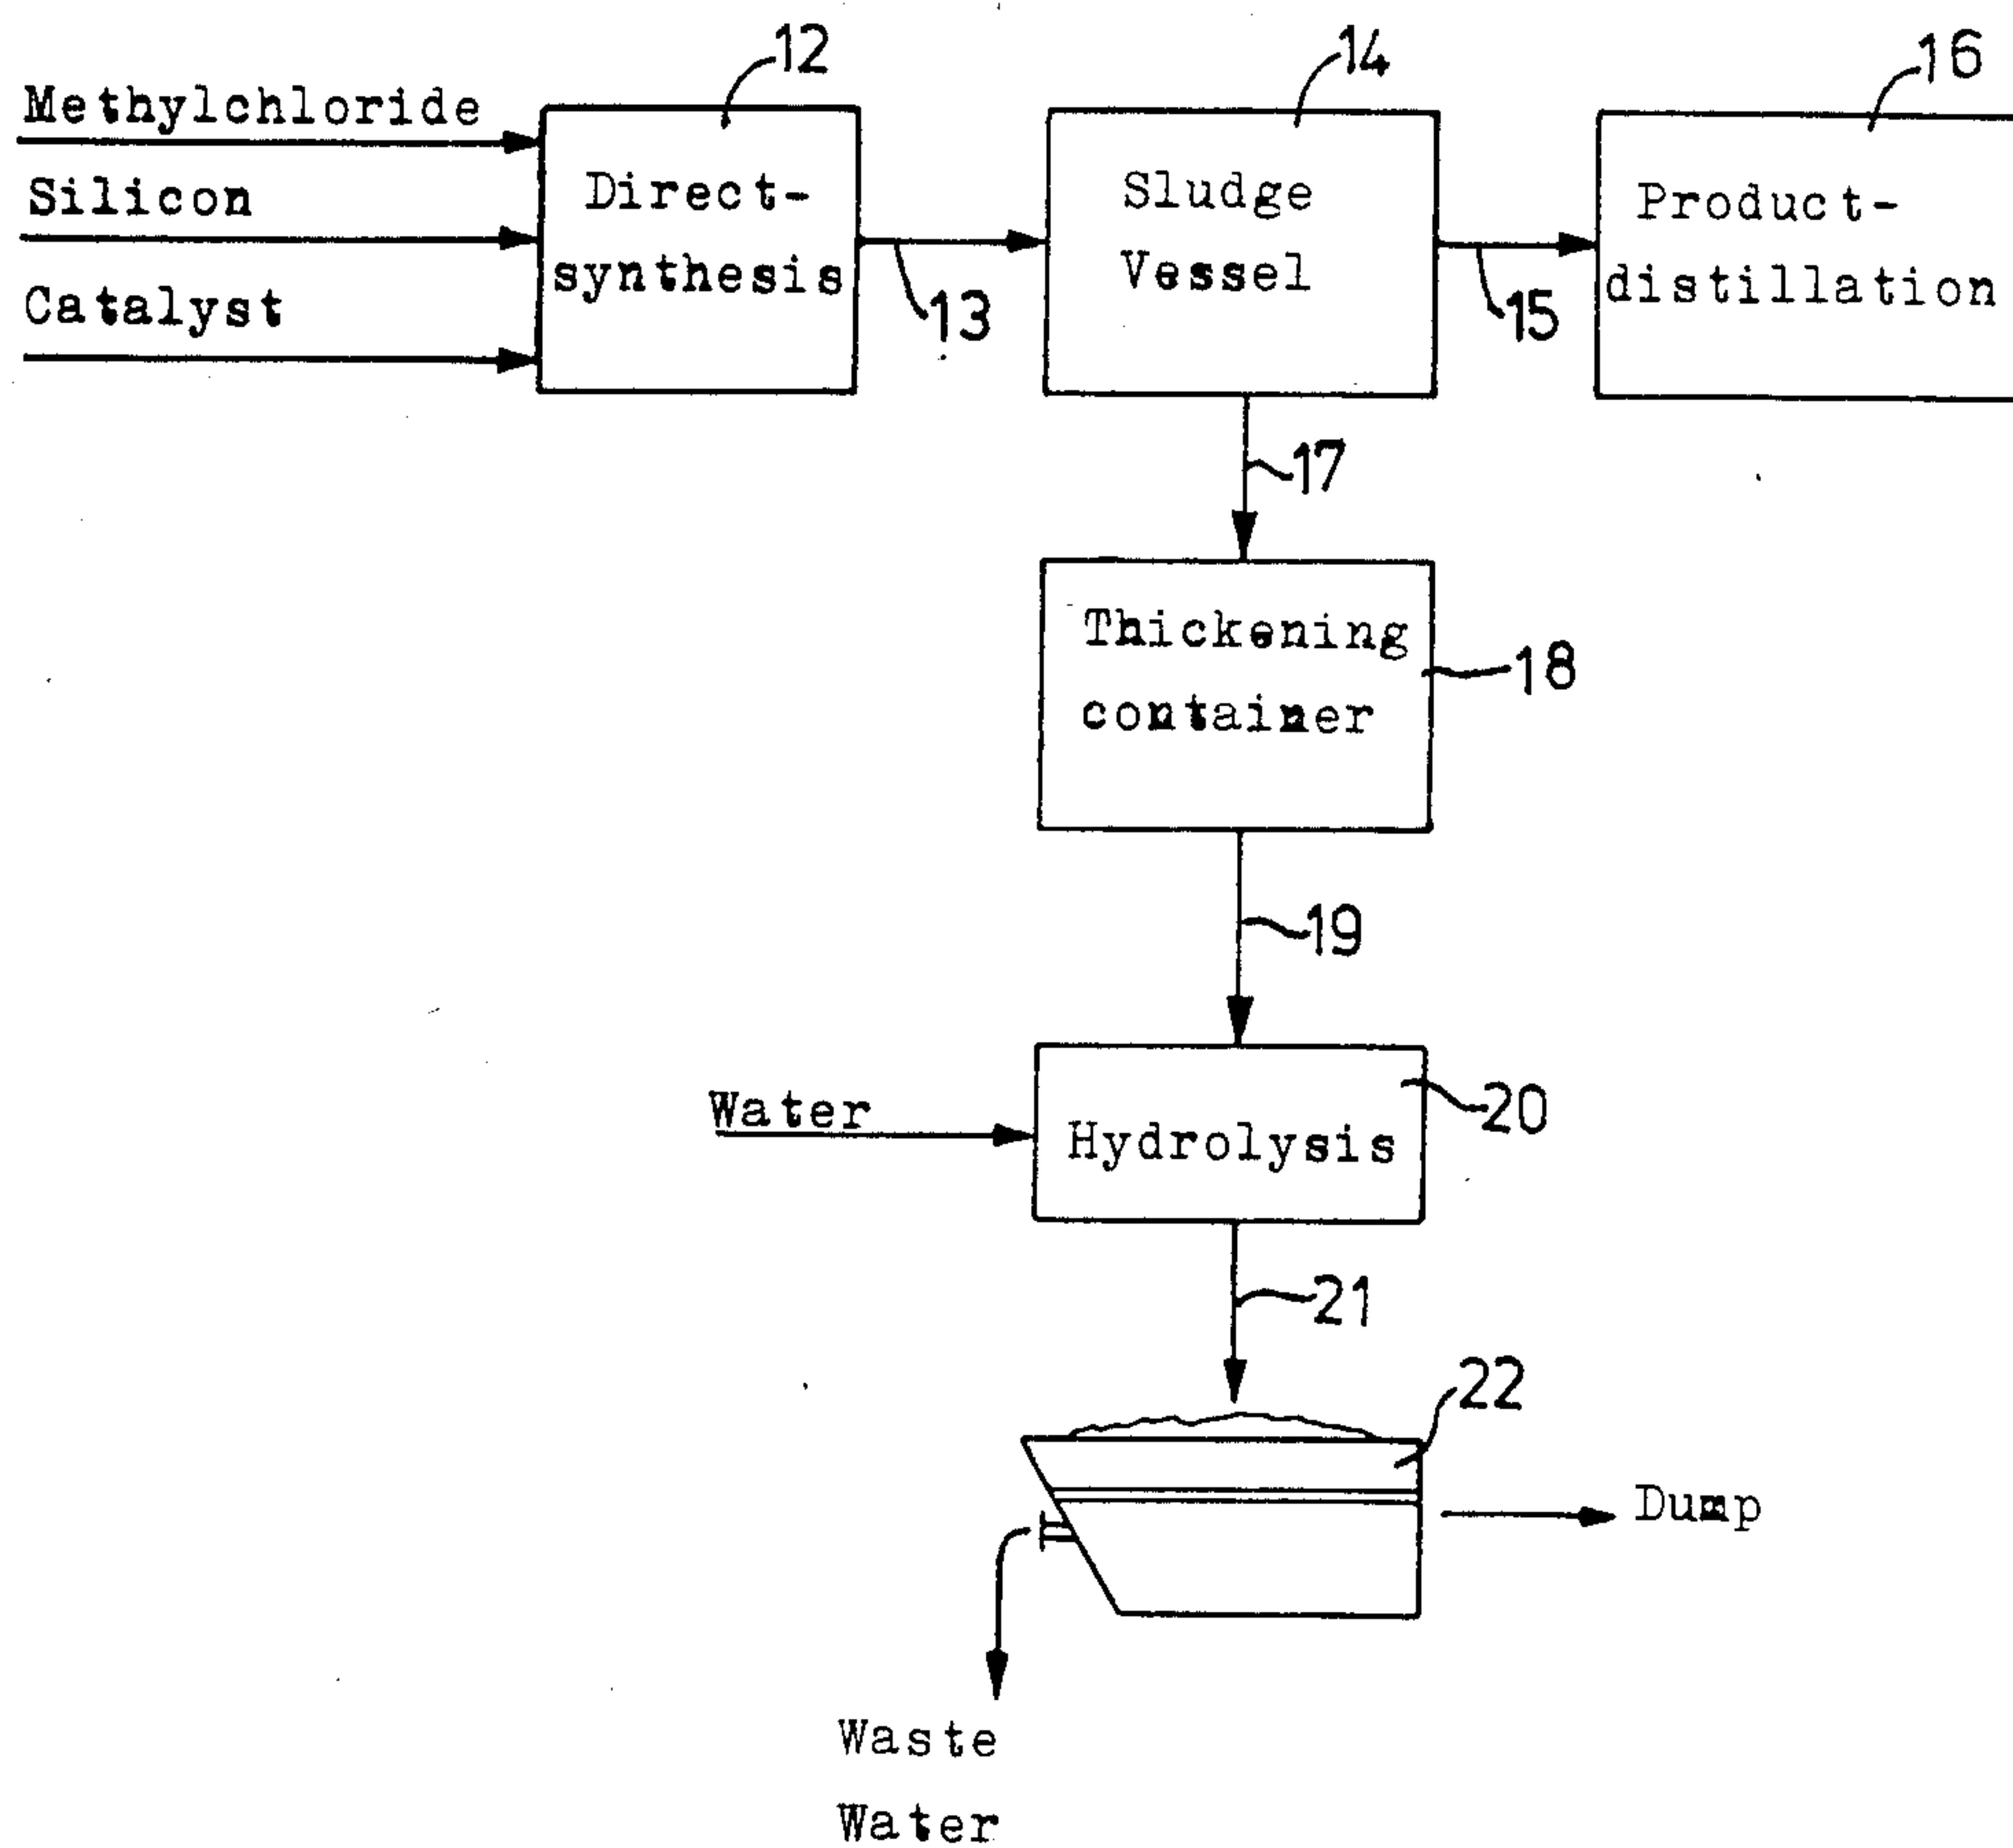 12
14
16
Methylchloride
Silicon
Catalyst
Direct-
synthesis
13
Sludge
Vessel
15
Product-
distillation
17
Thickening
container
18
19
Water
Hydrolysis
20
21
22
Dump
Waste
Water